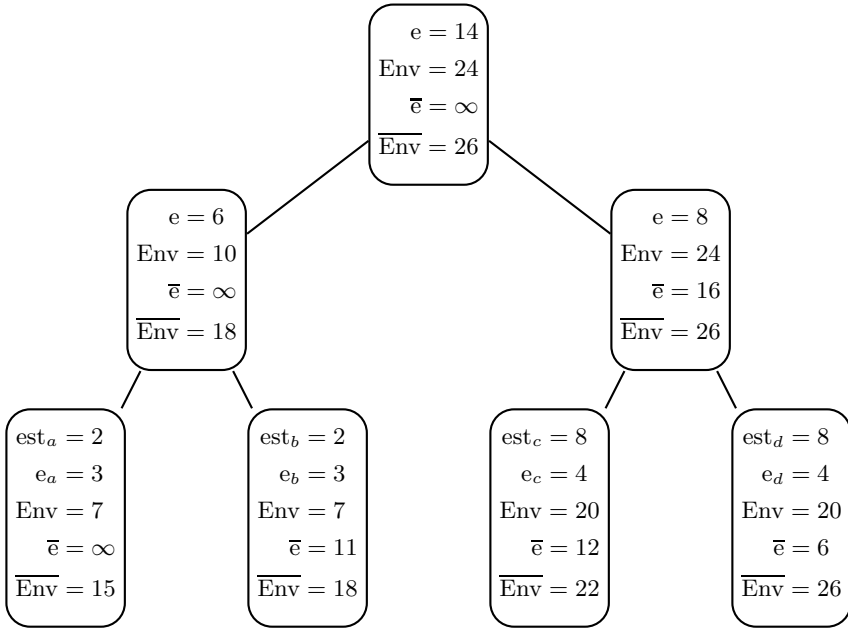 e = 14
Env = 24
e̅ = ∞
E̅n̅v̅ = 26
e = 6
Env = 10
e̅ = ∞
E̅n̅v̅ = 18
e = 8
Env = 24
e̅ = 16
E̅n̅v̅ = 26
estₐ = 2
eₐ = 3
Env = 7
e̅ = ∞
E̅n̅v̅ = 15
est_b = 2
e_b = 3
Env = 7
e̅ = 11
E̅n̅v̅ = 18
est_c = 8
e_c = 4
Env = 20
e̅ = 12
E̅n̅v̅ = 22
est_d = 8
e_d = 4
Env = 20
e̅ = 6
E̅n̅v̅ = 26